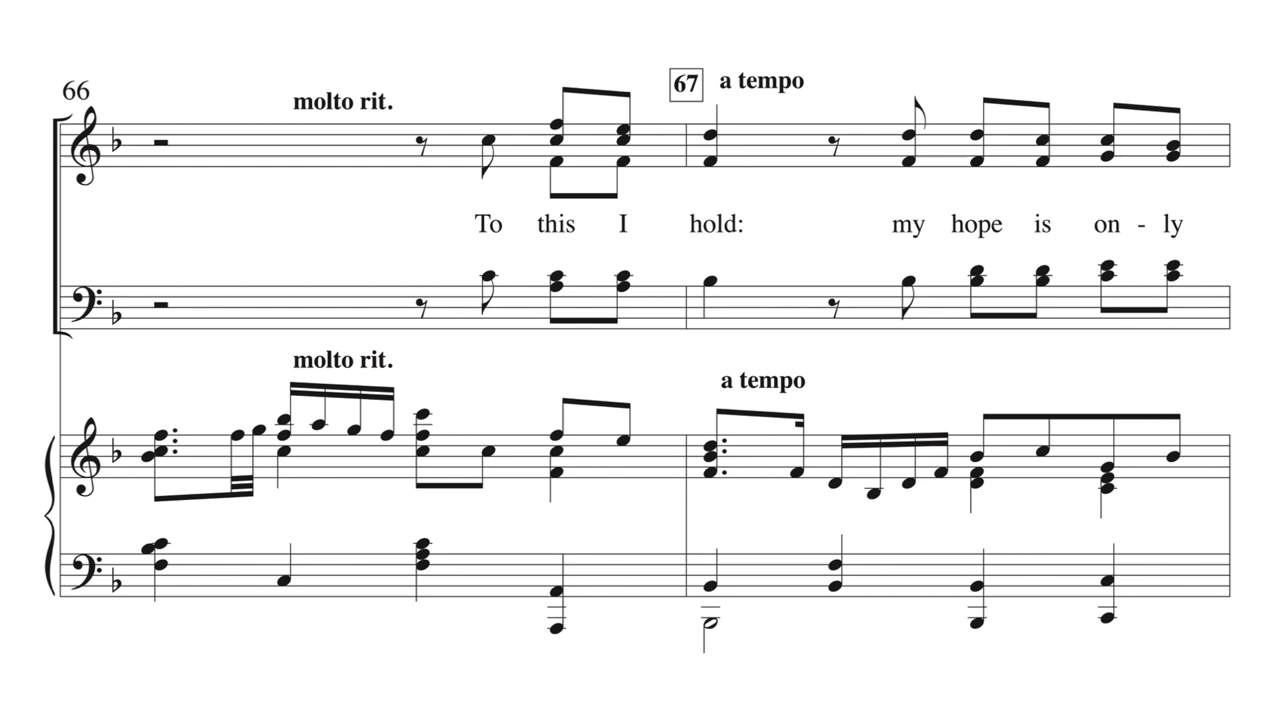 66
molto rit.
67 a tempo
To this I hold: my hope is on - ly
molto rit.
a tempo